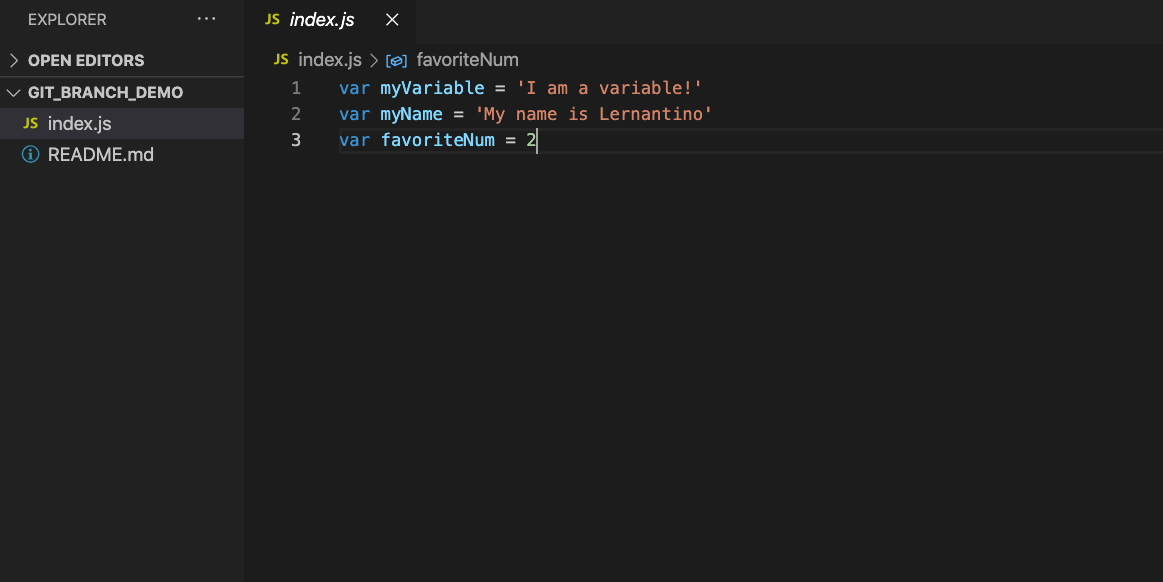 EXPLORER ...
OPEN EDITORS
GIT_BRANCH_DEMO
JS index.js
README.md
JS index.js
JS index.js > favoriteNum
1 var myVariable = 'I am a variable!'
2 var myName = 'My name is Lernantino'
3 var favoriteNum = 2